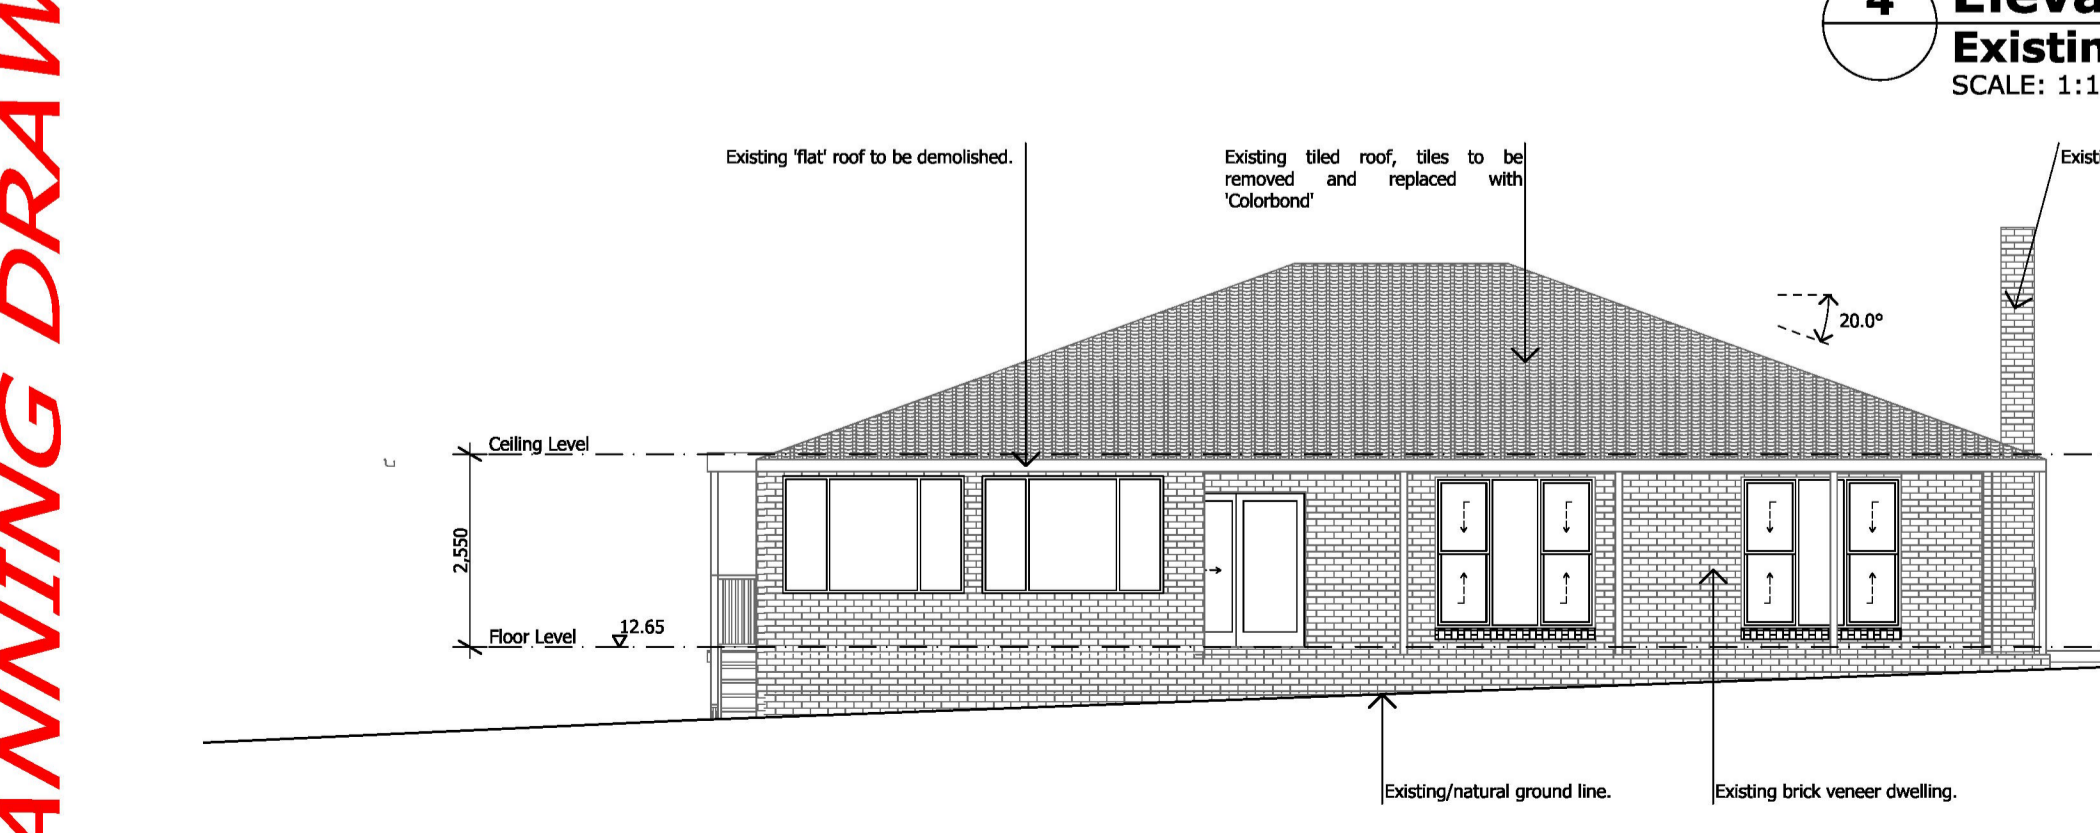 ANNING DRAW
4
Existin
SCALE: 1:1
Existing 'flat' roof to be demolished.
Existing tiled roof, tiles to be
removed and replaced with
'Colorbond'
Exist
20.0°
Ceiling Level
2,550
Floor Level
12.65
Existing/natural ground line.
Existing brick veneer dwelling.